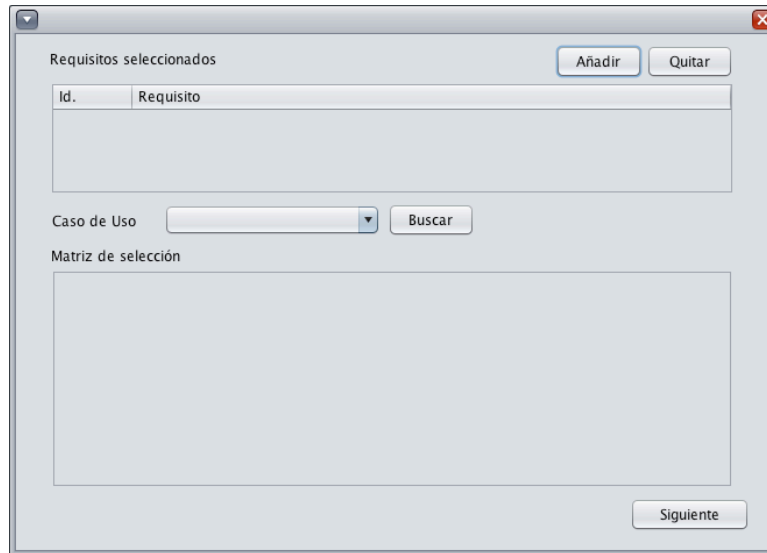 Requisitos seleccionados Añadir Quitar
Id. Requisito
Caso de Uso Buscar
Matriz de selección
Siguiente